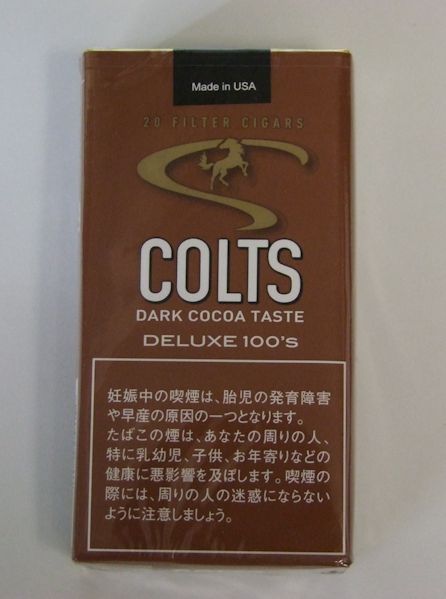 Made in USA
20 FILTER CIGARS
COLTS
DARK COCOA TASTE
DELUXE 100's
妊娠中の喫煙は、胎児の発育障害
や早産の原因の一つとなります。
たばこの煙は、あなたの周りの人、
特に乳幼児、子供、お年寄りなどの
健康に悪影響を及ぼします。喫煙
の際には、周りの人の迷惑にならない
ように注意しましょう。